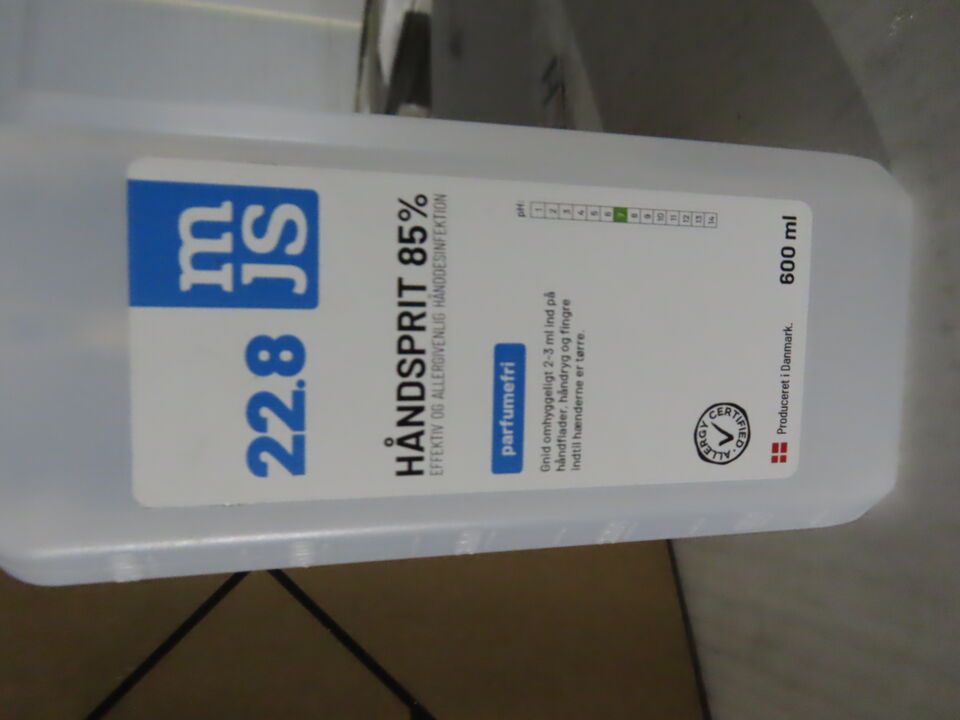 m
js
22.8
HÅNDSPRIT 85%
EFFEKTIV OG ALLERGIVENLIG HÅNDDESINFEKTION
parfumefri
pH:
1 2 3 4 5 6 7 8 9 10 11 12 13 14
Gnid omhyggeligt 2-3 ml ind på
håndflader, håndryg og fingre
indtil hænderne er tørre.
ALLERGY CERTIFIED
Produceret i Danmark.
600 ml